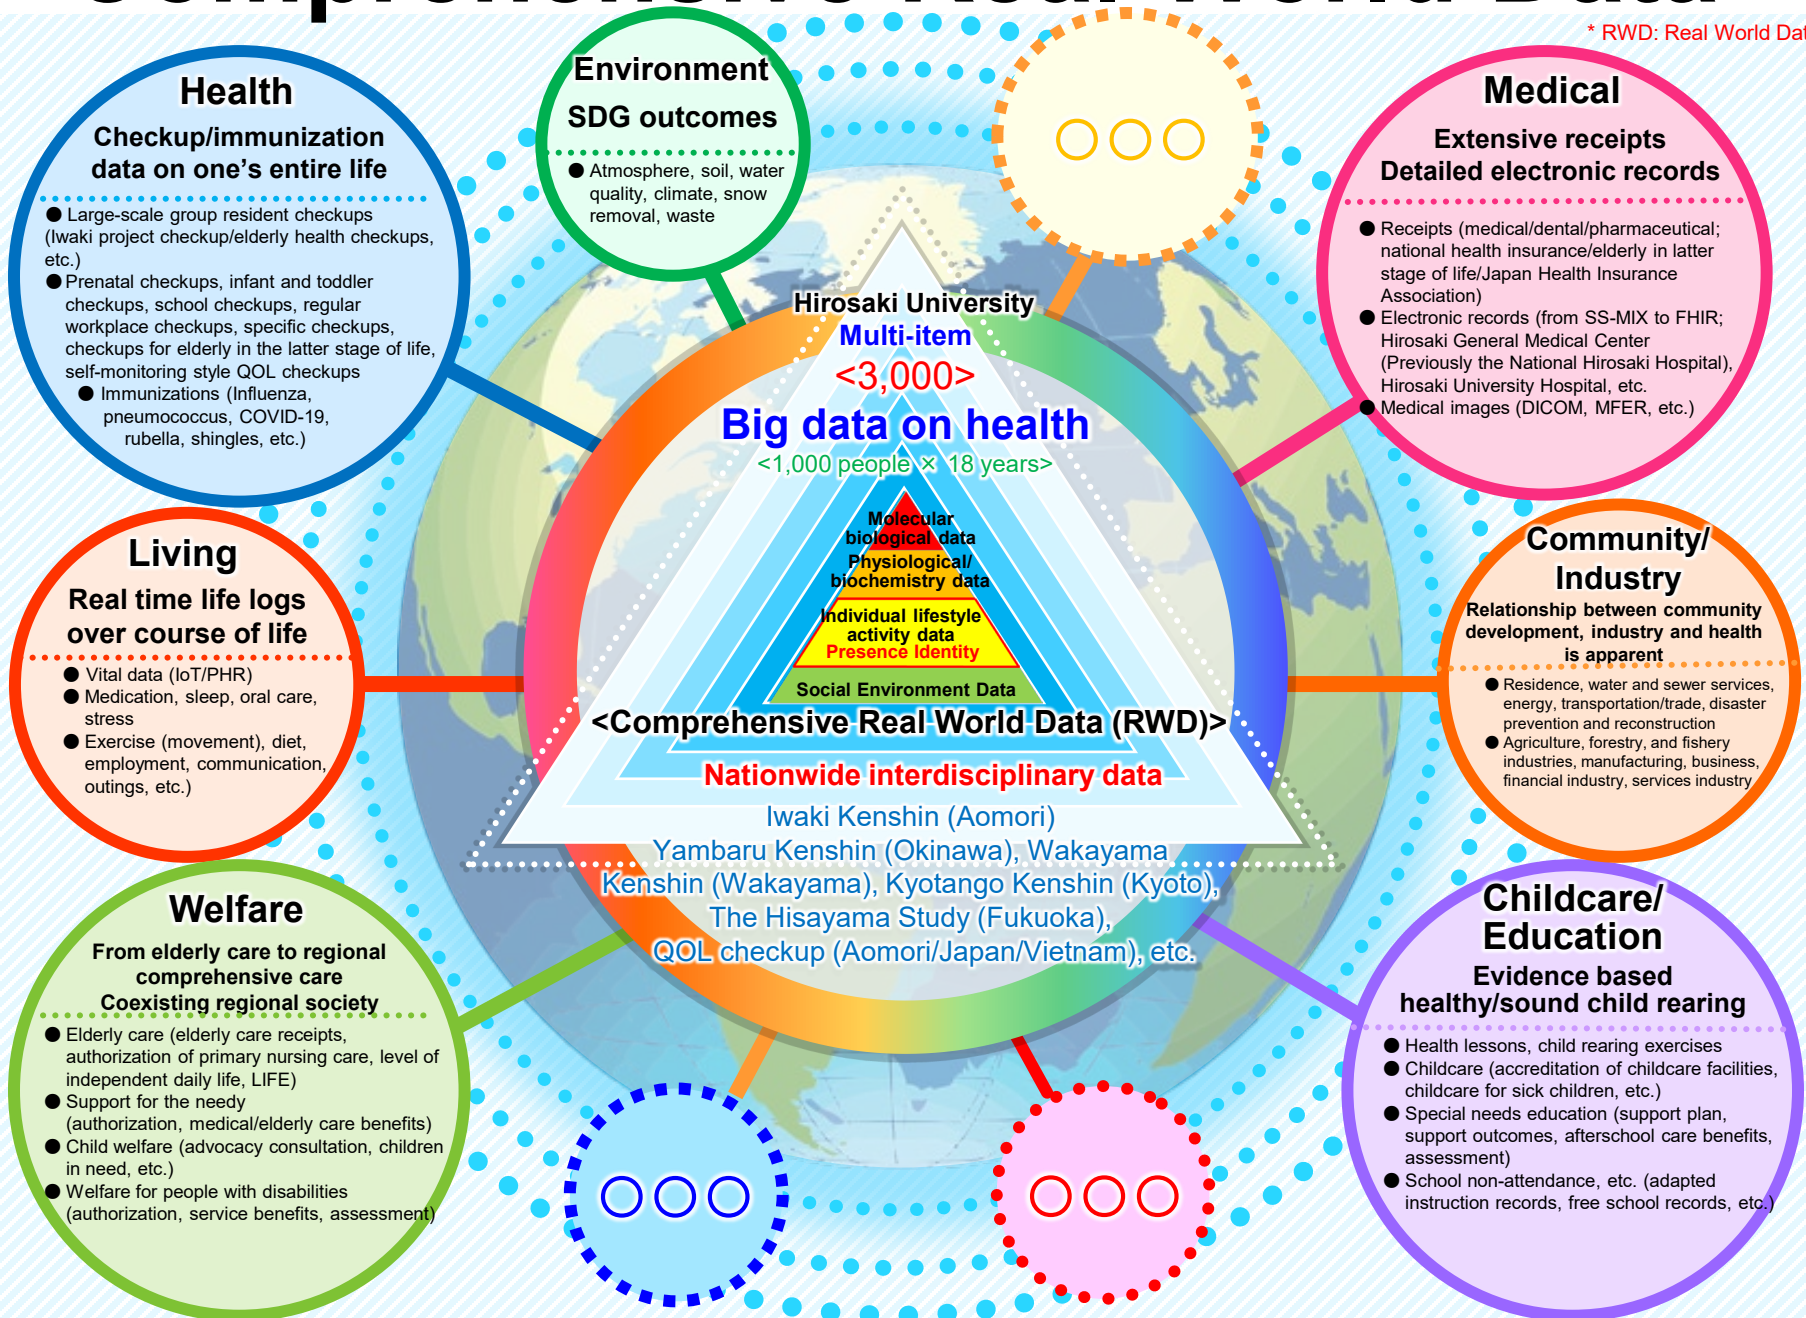 Comprehensive Real World Data
* RWD: Real World Dat
Health
Checkup/immunization
data on one's entire life
● Large-scale group resident checkups
(Iwaki project checkup/elderly health checkups,
etc.)
● Prenatal checkups, infant and toddler
checkups, school checkups, regular
workplace checkups, specific checkups,
checkups for elderly in the latter stage of life,
self-monitoring style QOL checkups
● Immunizations (Influenza,
pneumococcus, COVID-19,
rubella, shingles, etc.)
Environment
SDG outcomes
● Atmosphere, soil, water
quality, climate, snow
removal, waste
○○○
Medical
Extensive receipts
Detailed electronic records
● Receipts (medical/dental/pharmaceutical;
national health insurance/elderly in latter
stage of life/Japan Health Insurance
Association)
● Electronic records (from SS-MIX to FHIR;
Hirosaki General Medical Center
(Previously the National Hirosaki Hospital),
Hirosaki University Hospital, etc.
● Medical images (DICOM, MFER, etc.)
Hirosaki University
Multi-item
<3,000>
Big data on health
<1,000 people × 18 years>
Molecular
biological data
Physiological/
biochemistry data
Individual lifestyle
activity data
Presence Identity
Social Environment Data
<Comprehensive Real World Data (RWD)>
Nationwide interdisciplinary data
Iwaki Kenshin (Aomori)
Yambaru Kenshin (Okinawa), Wakayama
Kenshin (Wakayama), Kyotango Kenshin (Kyoto),
The Hisayama Study (Fukuoka),
QOL checkup (Aomori/Japan/Vietnam), etc.
Living
Real time life logs
over course of life
● Vital data (IoT/PHR)
● Medication, sleep, oral care,
stress
● Exercise (movement), diet,
employment, communication,
outings, etc.)
Community/
Industry
Relationship between community
development, industry and health
is apparent
● Residence, water and sewer services,
energy, transportation/trade, disaster
prevention and reconstruction
● Agriculture, forestry, and fishery
industries, manufacturing, business,
financial industry, services industry
Welfare
From elderly care to regional
comprehensive care
Coexisting regional society
● Elderly care (elderly care receipts,
authorization of primary nursing care, level of
independent daily life, LIFE)
● Support for the needy
(authorization, medical/elderly care benefits)
● Child welfare (advocacy consultation, children
in need, etc.)
● Welfare for people with disabilities
(authorization, service benefits, assessment)
○○○
○○○
Childcare/
Education
Evidence based
healthy/sound child rearing
● Health lessons, child rearing exercises
● Childcare (accreditation of childcare facilities,
childcare for sick children, etc.)
● Special needs education (support plan,
support outcomes, afterschool care benefits,
assessment)
● School non-attendance, etc. (adapted
instruction records, free school records, etc.)